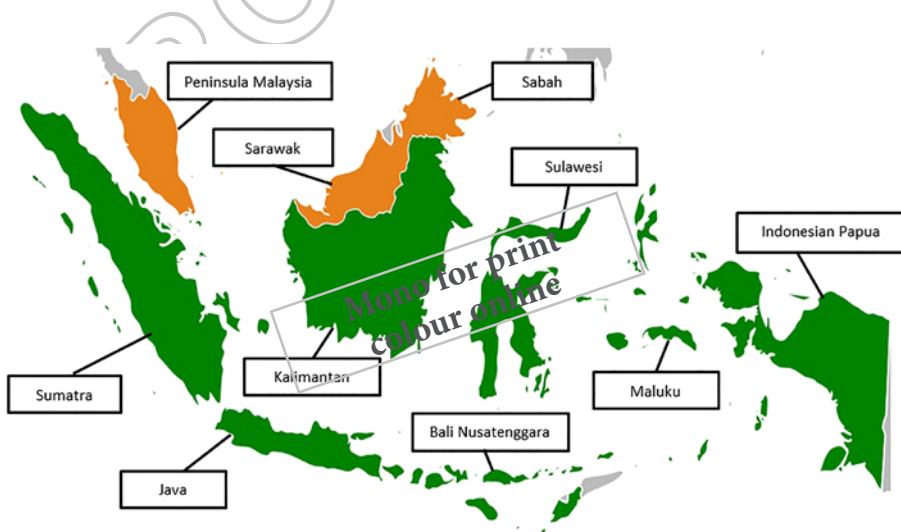 Peninsula Malaysia
Sabah
Sarawak
Sulawesi
Indonesian Papua
Mono for print
colour online
Kalimantan
Sumatra
Maluku
Bali Nusatenggara
Java